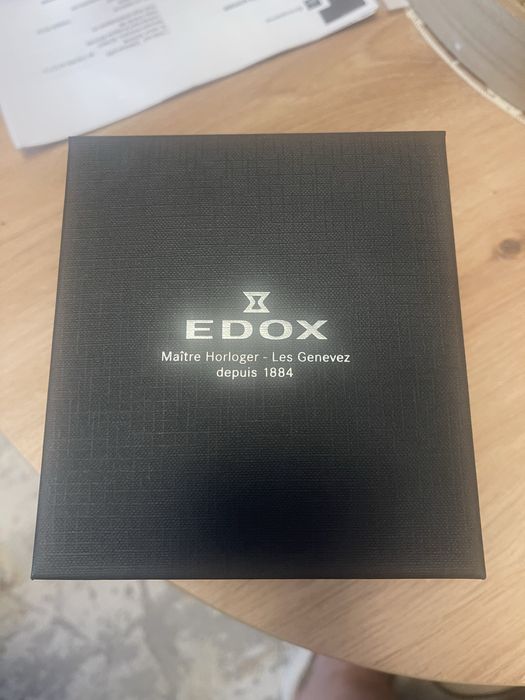 EDOX
Maître Horloger - Les Genevez
depuis 1884